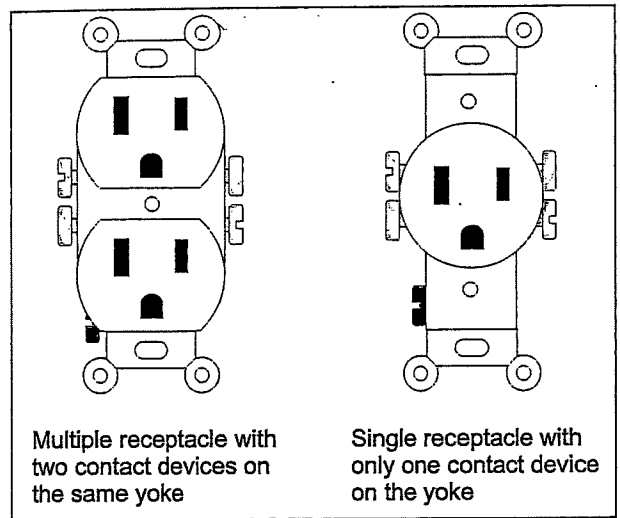 Multiple receptacle with
two contact devices on
the same yoke
Single receptacle with
only one contact device
on the yoke